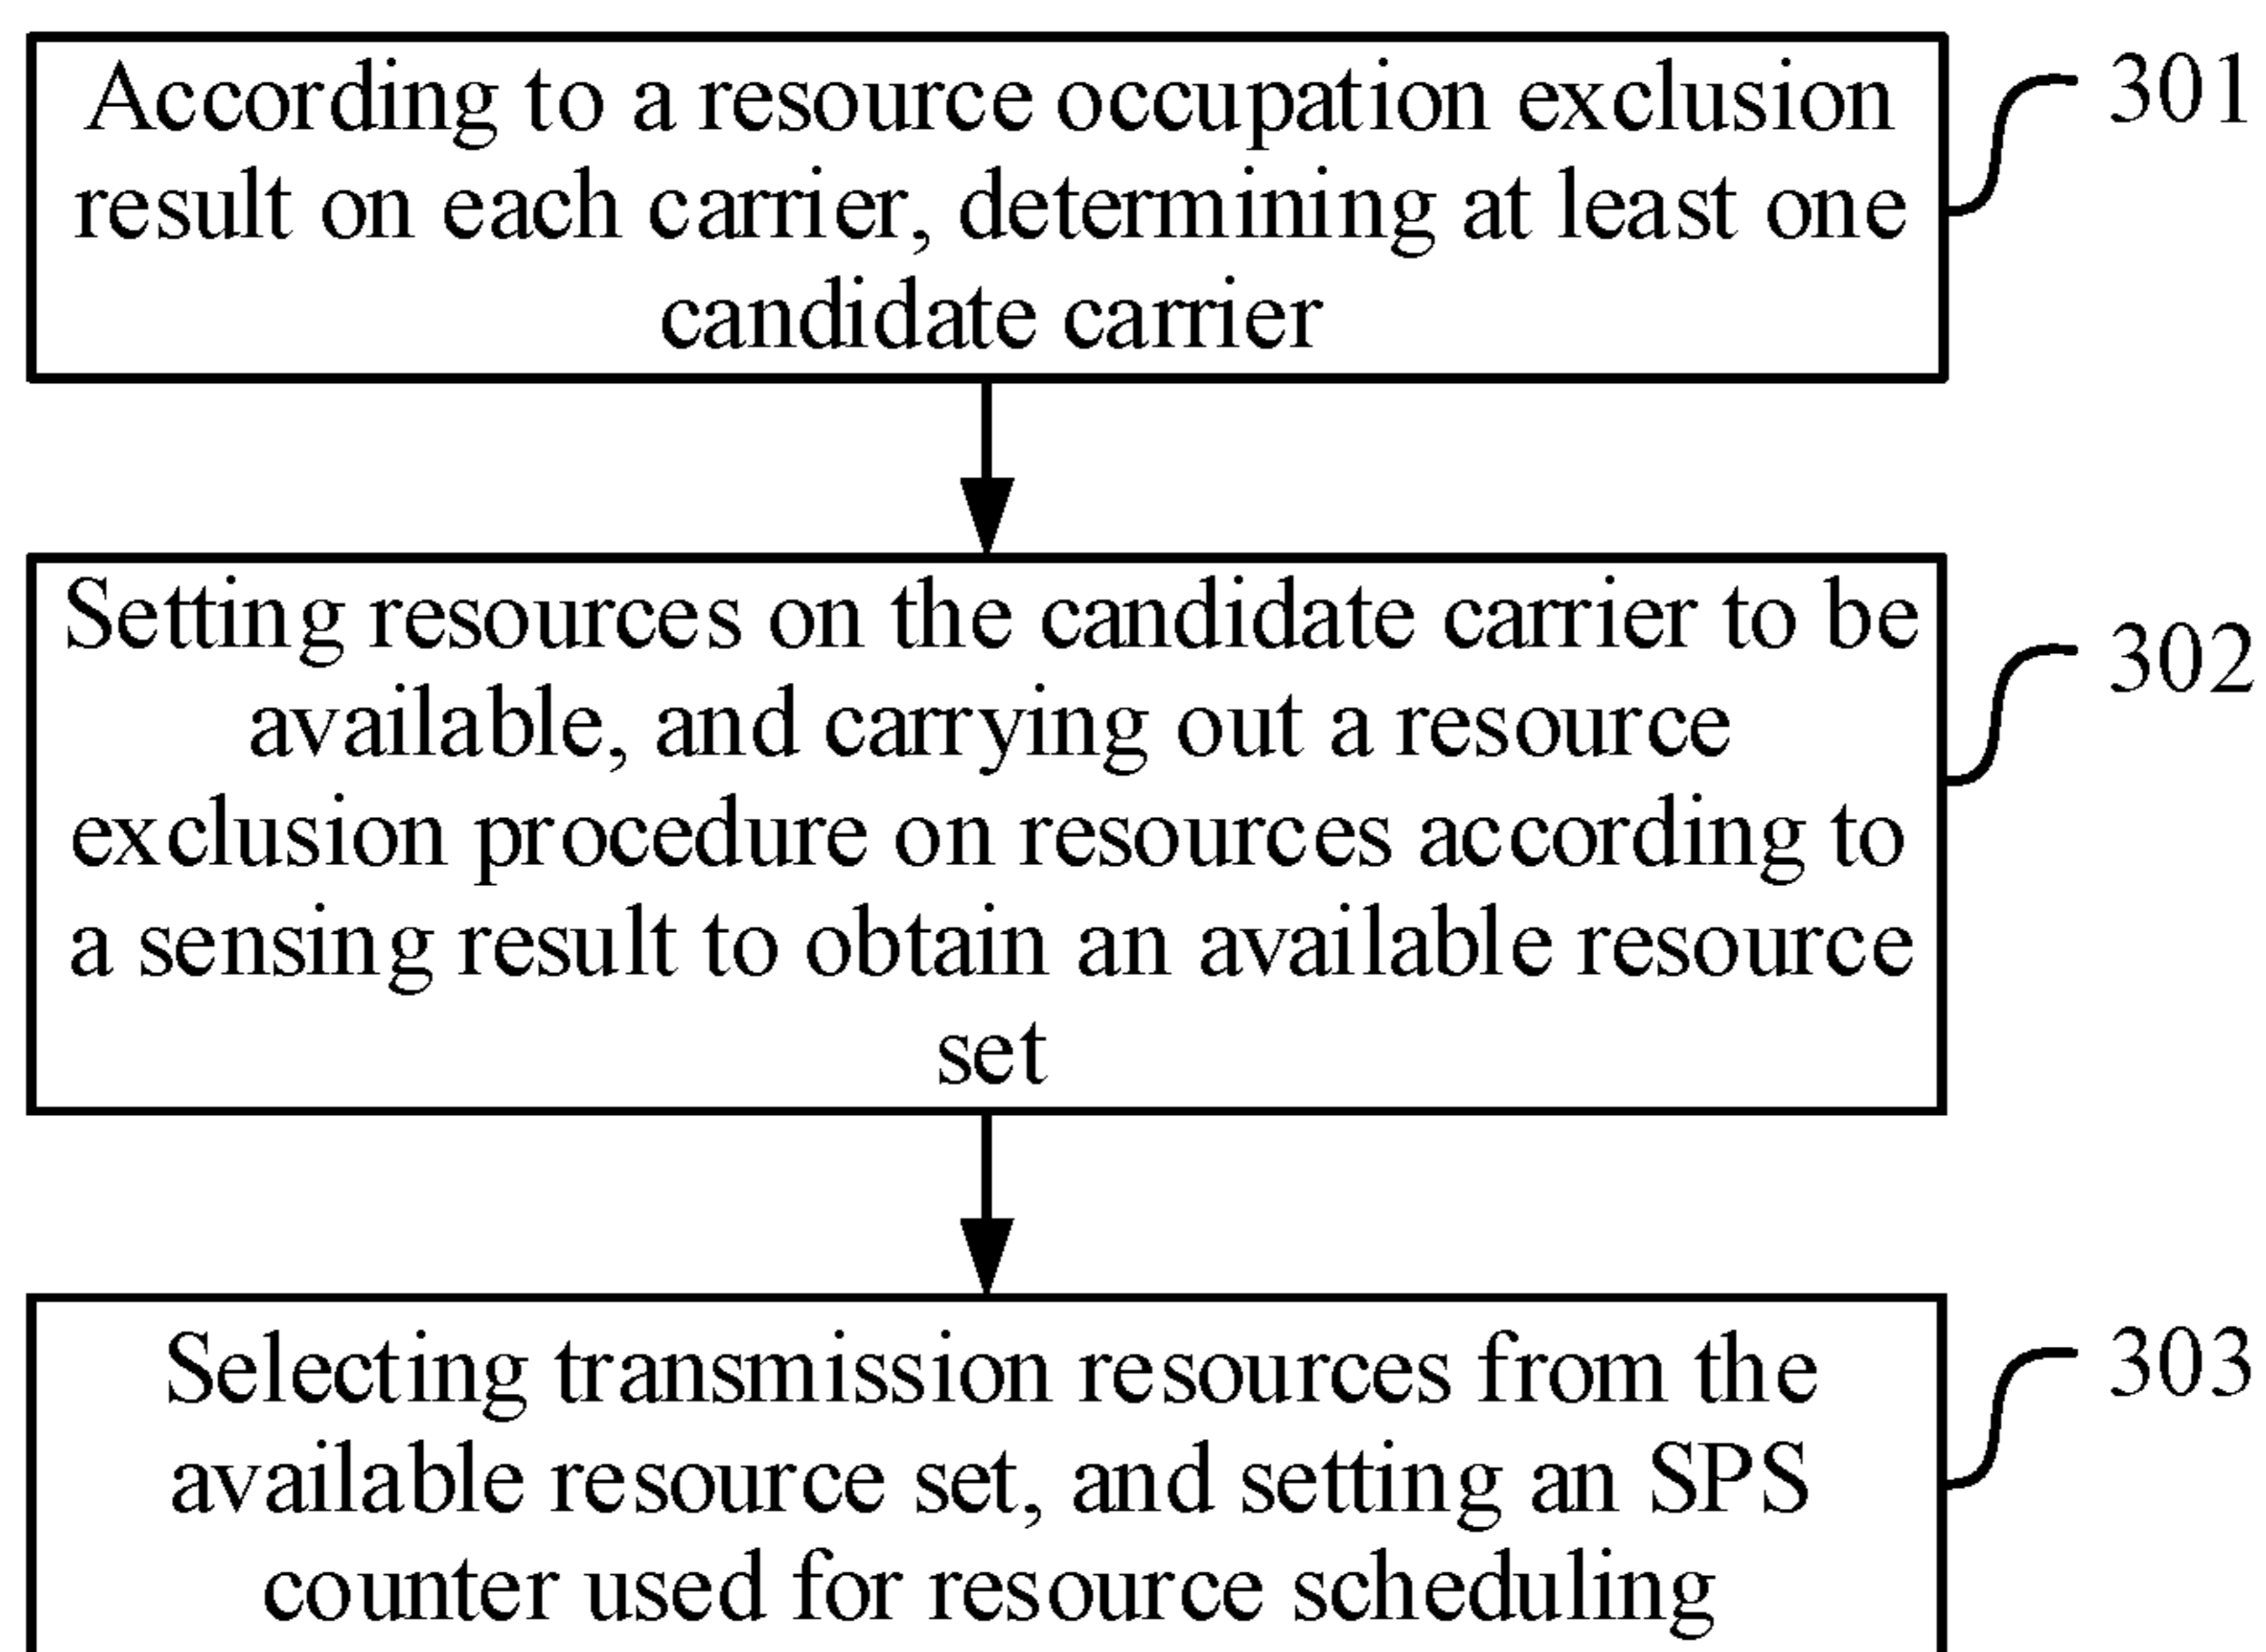 According to a resource occupation exclusion
result on each carrier, determining at least one
candidate carrier
301
Setting resources on the candidate carrier to be
available, and carrying out a resource
exclusion procedure on resources according to
a sensing result to obtain an available resource
set
302
Selecting transmission resources from the
available resource set, and setting an SPS
counter used for resource scheduling
303